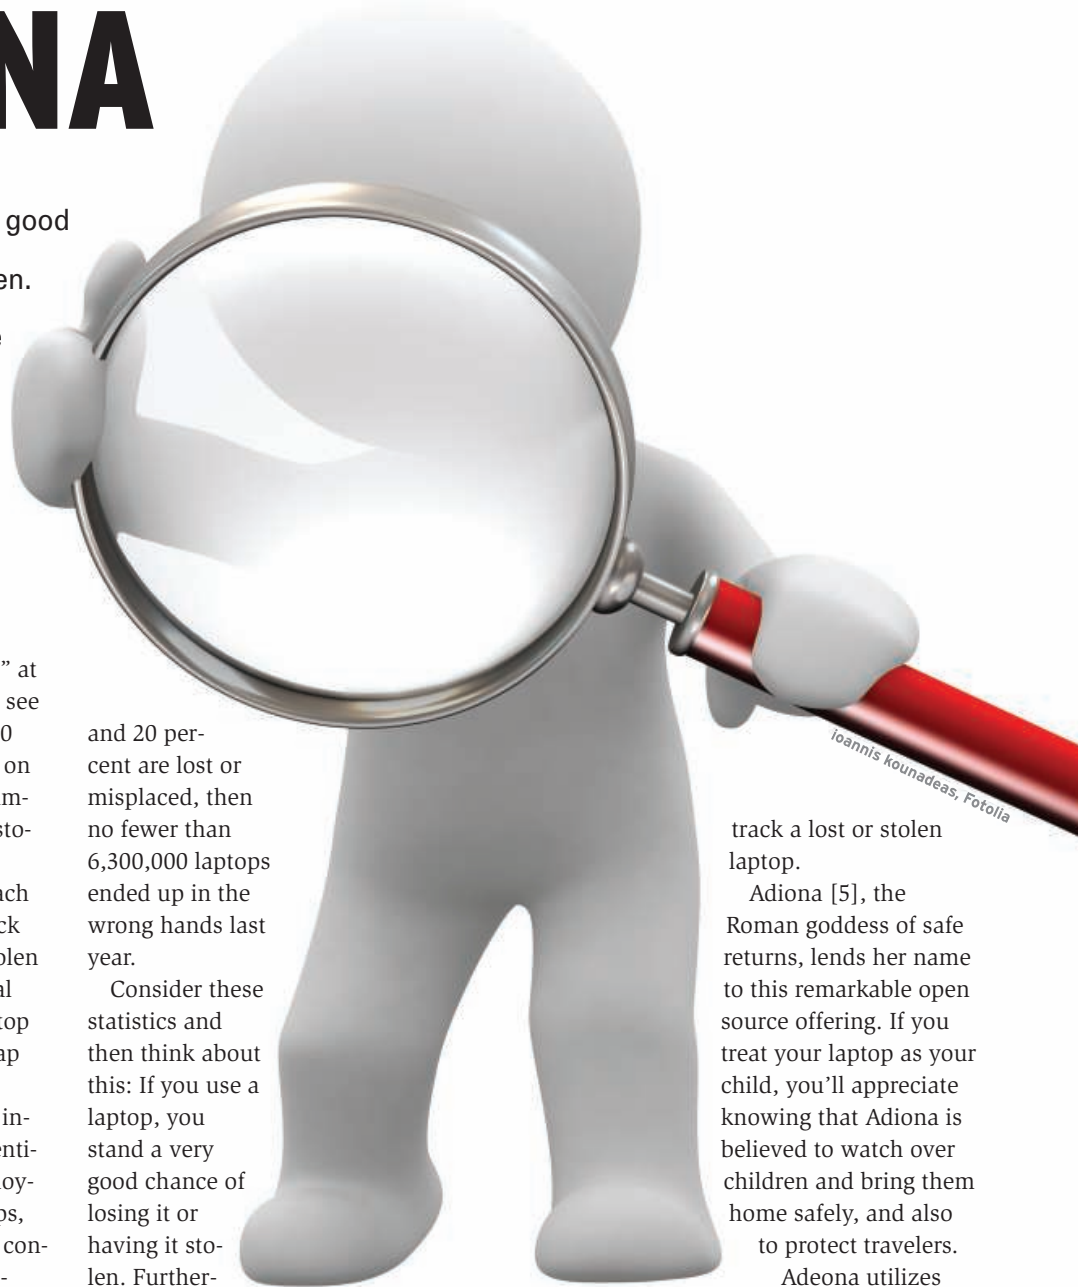 NA
good
en.
” at
see
0
on
m-
sto-
ach
ck
olen
al
top
ap
in-
enti-
loy-
ps,
con-
-
and 20 per-
cent are lost or
misplaced, then
no fewer than
6,300,000 laptops
ended up in the
wrong hands last
year.
Consider these
statistics and
then think about
this: If you use a
laptop, you
stand a very
good chance of
losing it or
having it sto-
len. Further-
ioannis kounadeas, Fotolia
track a lost or stolen
laptop.
Adiona [5], the
Roman goddess of safe
returns, lends her name
to this remarkable open
source offering. If you
treat your laptop as your
child, you’ll appreciate
knowing that Adiona is
believed to watch over
children and bring them
home safely, and also
to protect travelers.
Adeona utilizes